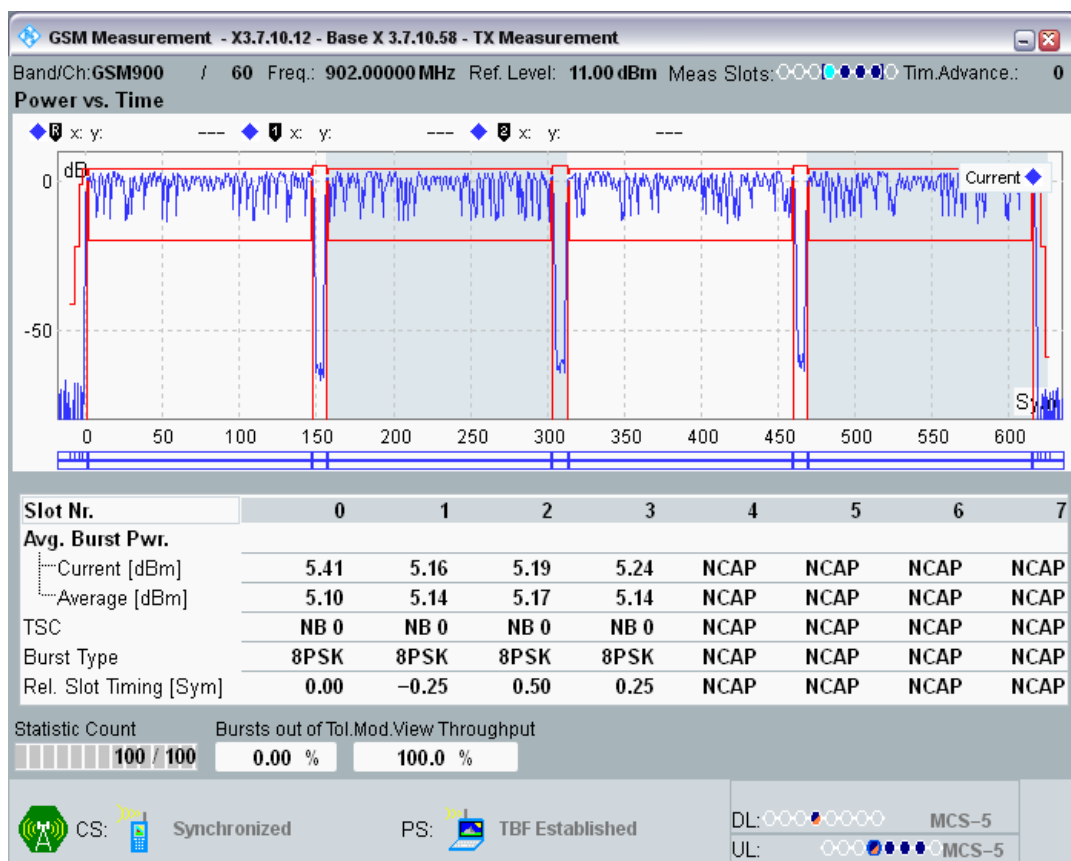 GSM Measurement - X3.7.10.12 - Base X 3.7.10.58 - TX Measurement
Band/Ch:GSM900 / 60 Freq.: 902.00000 MHz Ref. Level: 11.00 dBm Meas Slots: Tim.Advance.: 0
Power vs. Time
R x: y: --- 1 x: y: --- 2 x: y: ---
dB
Current
0
-50
Sym
0 50 100 150 200 250 300 350 400 450 500 550 600
Slot Nr. 0 1 2 3 4 5 6 7
Avg. Burst Pwr.
Current [dBm] 5.41 5.16 5.19 5.24 NCAP NCAP NCAP NCAP
Average [dBm] 5.10 5.14 5.17 5.14 NCAP NCAP NCAP NCAP
TSC NB 0 NB 0 NB 0 NB 0 NCAP NCAP NCAP NCAP
Burst Type 8PSK 8PSK 8PSK 8PSK NCAP NCAP NCAP NCAP
Rel. Slot Timing [Sym] 0.00 −0.25 0.50 0.25 NCAP NCAP NCAP NCAP
Statistic Count Bursts out of Tol.Mod.View Throughput
100 / 100 0.00 % 100.0 %
CS: Synchronized PS: TBF Established
DL: MCS−5
UL: MCS−5